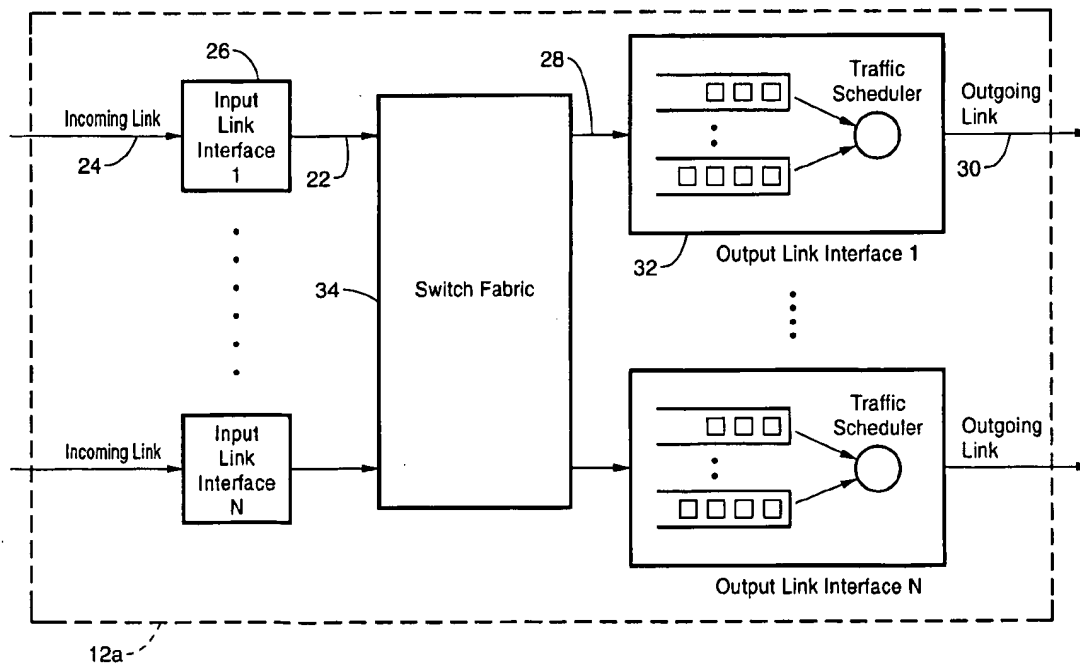 26
Input
Link
Interface
1
Incoming Link
24
22
28
Traffic
Scheduler
Outgoing
Link
30
32
Output Link Interface 1
34
Switch Fabric
Incoming Link
Input
Link
Interface
N
Traffic
Scheduler
Outgoing
Link
Output Link Interface N
12a